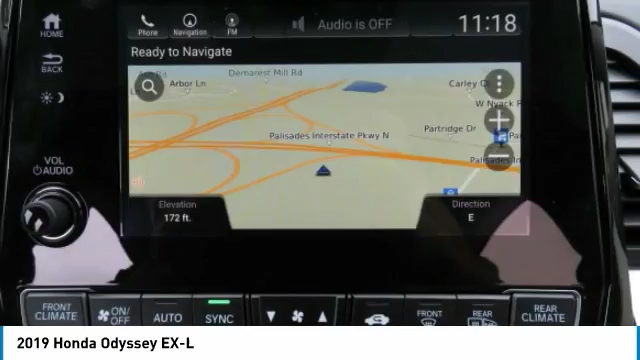 HOME
Phone
Navigation
FM
Audio is OFF
11:18
BACK
Ready to Navigate
Demarest Mill Rd
Arbor Ln
Carley
W Nyack
Palisades Interstate Pkwy N
Partridge Dr
VOL
AUDIO
Elevation
172 ft.
Direction
E
FRONT CLIMATE
ON/OFF
AUTO
SYNC
FRONT
REAR
REAR CLIMATE
2019 Honda Odyssey EX-L